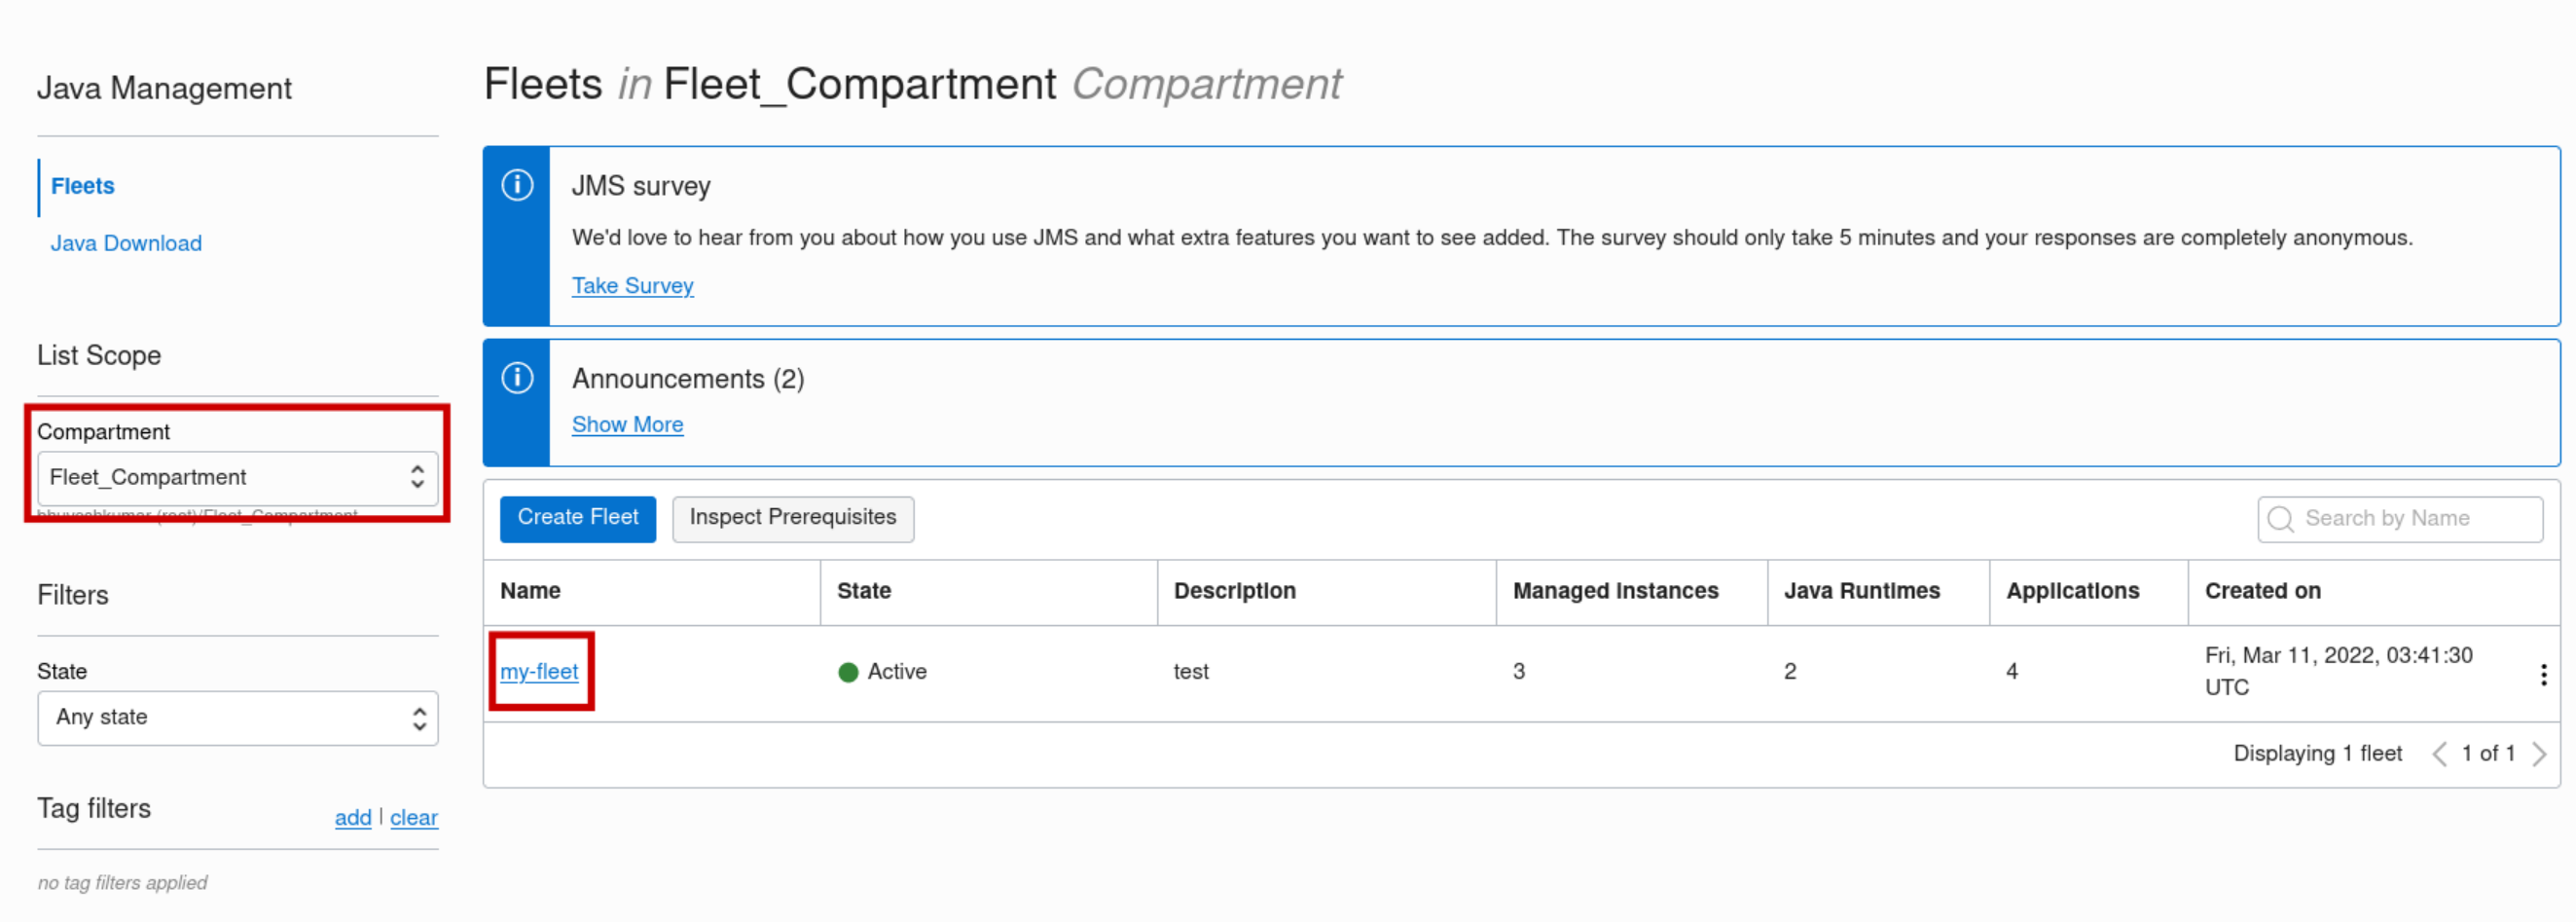 Java Management
Fleets
Java Download
List Scope
Compartment
Fleet_Compartment
(root)/Fleet_Compartment
Filters
State
Any state
Tag filters
add | clear
no tag filters applied
Fleets in Fleet_Compartment Compartment
JMS survey
We'd love to hear from you about how you use JMS and what extra features you want to see added. The survey should only take 5 minutes and your responses are completely anonymous.
Take Survey
Announcements (2)
Show More
Create Fleet Inspect Prerequisites Search by Name
Name State Description Managed Instances Java Runtimes Applications Created on
my-fleet Active test 3 2 4 Fri, Mar 11, 2022, 03:41:30
UTC
Displaying 1 fleet 1 of 1